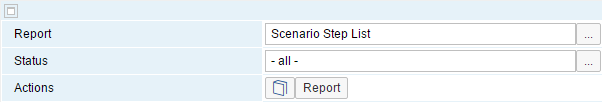 Report Scenario Step List ...
Status - all - ...
Actions Report